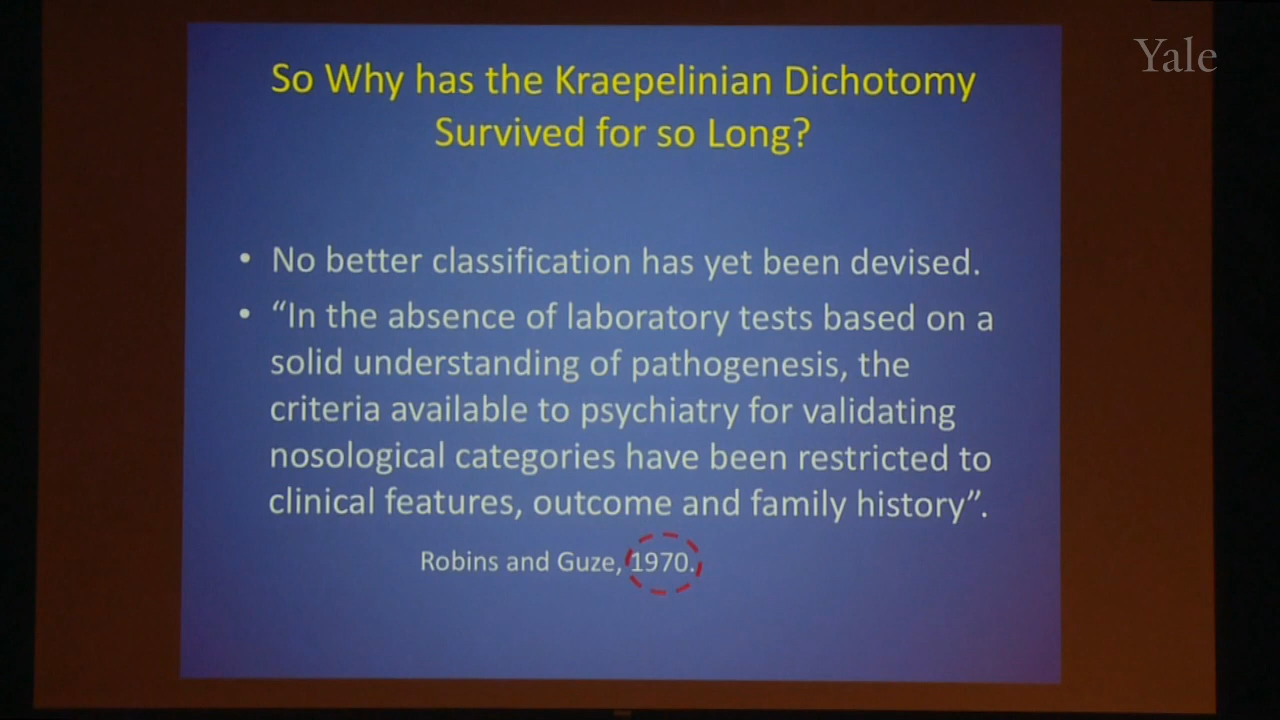 Yale
So Why has the Kraepelinian Dichotomy
Survived for so Long?
• No better classification has yet been devised.
• “In the absence of laboratory tests based on a
solid understanding of pathogenesis, the
criteria available to psychiatry for validating
nosological categories have been restricted to
clinical features, outcome and family history”.
Robins and Guze, 1970.